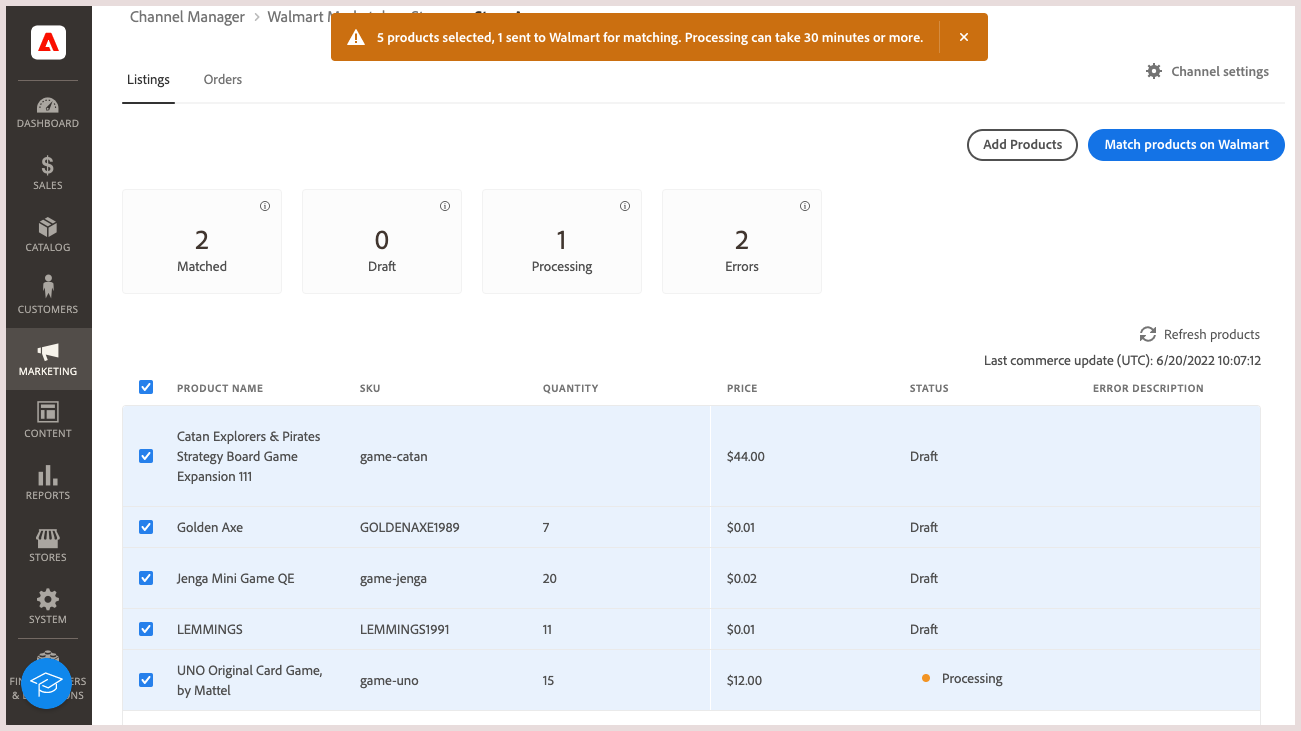 Channel Manager > Walmart
5 products selected, 1 sent to Walmart for matching. Processing can take 30 minutes or more.
Listings Orders
Channel settings
Add Products
Match products on Walmart
2
Matched
0
Draft
1
Processing
2
Errors
Refresh products
Last commerce update (UTC): 6/20/2022 10:07:12
PRODUCT NAME SKU QUANTITY PRICE STATUS ERROR DESCRIPTION
Catan Explorers & Pirates
Strategy Board Game
Expansion 111
game-catan $44.00 Draft
Golden Axe GOLDENAXE1989 7 $0.01 Draft
Jenga Mini Game QE game-jenga 20 $0.02 Draft
LEMMINGS LEMMINGS1991 11 $0.01 Draft
UNO Original Card Game,
by Mattel
game-uno 15 $12.00 Processing
DASHBOARD
SALES
CATALOG
CUSTOMERS
MARKETING
CONTENT
REPORTS
STORES
SYSTEM